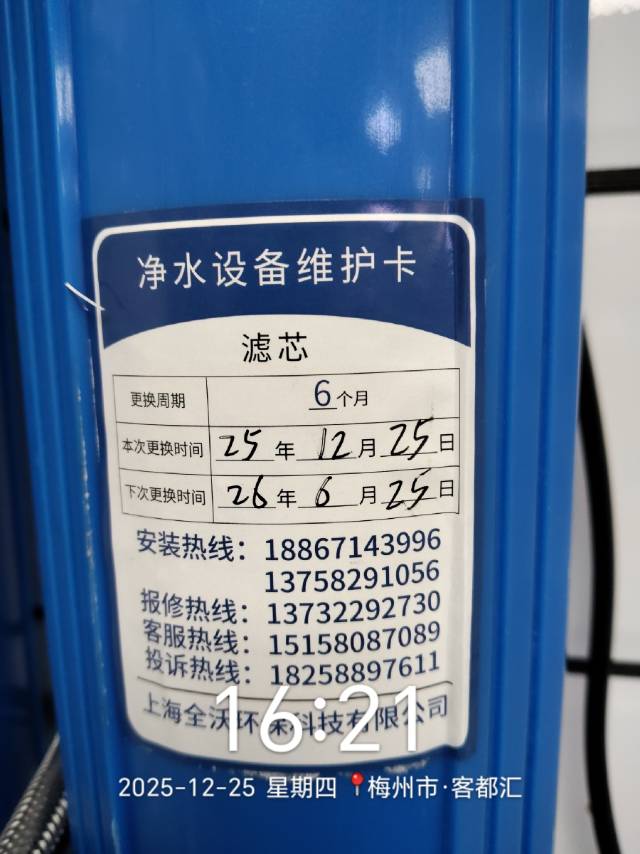 净水设备维护卡
滤芯
更换周期 6个月
本次更换时间 25年12月25日
下次更换时间 26年6月25日
安装热线：18867143996
13758291056
报修热线：13732292730
客服热线：15158087089
投诉热线：18258897611
上海全沃环保科技有限公司
16:21
2025-12-25 星期四 📍梅州市·客都汇